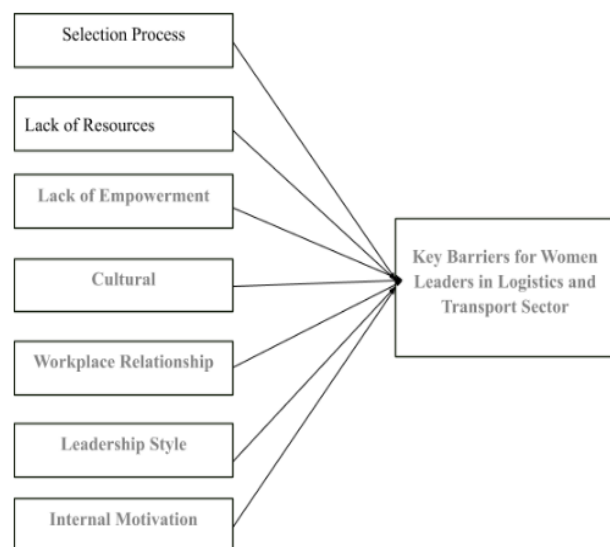 Selection Process
Lack of Resources
Lack of Empowerment
Cultural
Workplace Relationship
Leadership Style
Internal Motivation
Key Barriers for Women
Leaders in Logistics and
Transport Sector